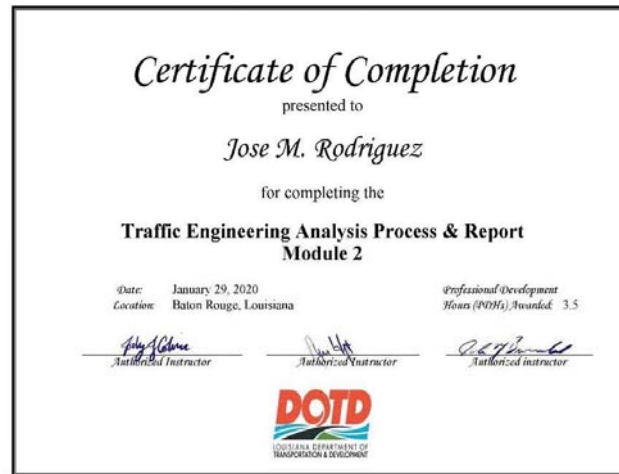 Certificate of Completion
presented to
Jose M. Rodriguez
for completing the
Traffic Engineering Analysis Process & Report
Module 2
Date: January 29, 2020
Location: Baton Rouge, Louisiana
Professional Development
Hours (PDHs) Awarded: 3.5
Authorized Instructor
Authorized Instructor
Authorized instructor
DOTD
LOUISIANA DEPARTMENT OF
TRANSPORTATION & DEVELOPMENT